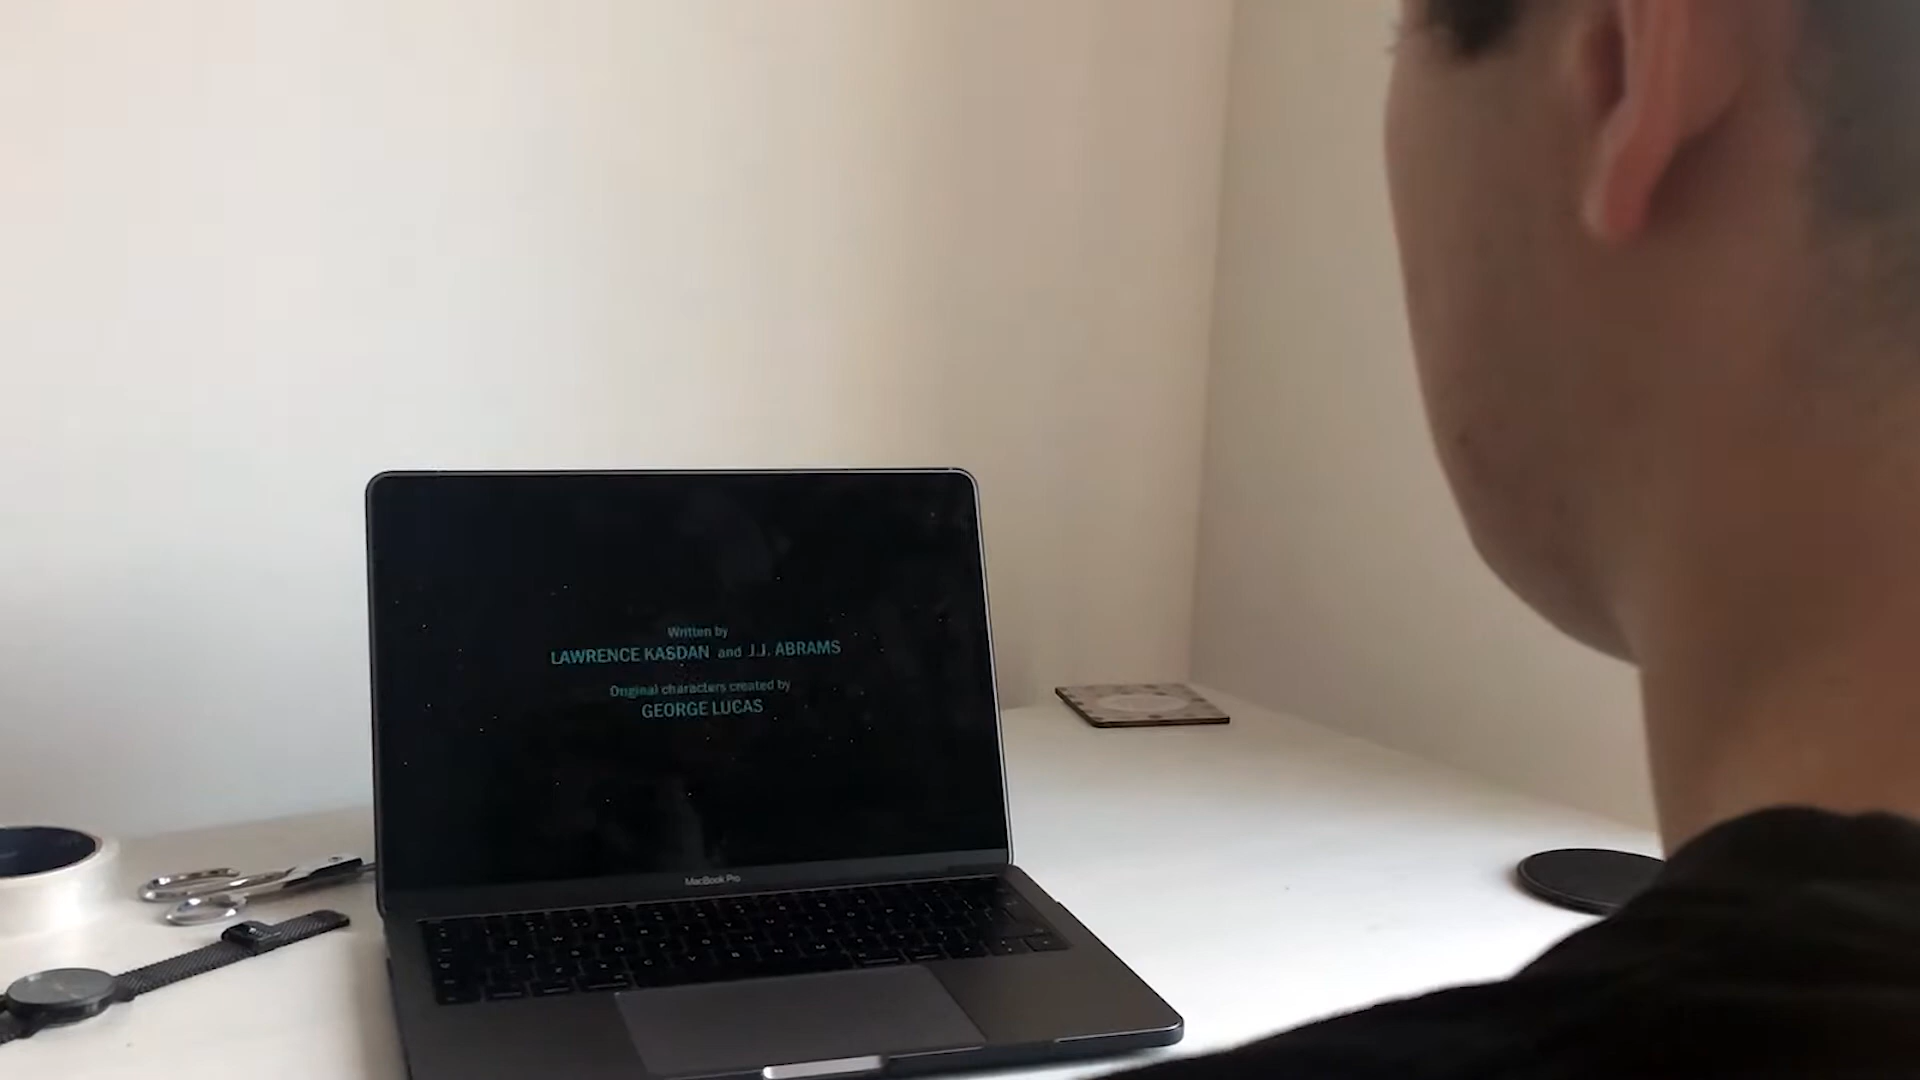 Written by
LAWRENCE KASDAN and J.J. ABRAMS
Original characters created by
GEORGE LUCAS
MacBook Pro